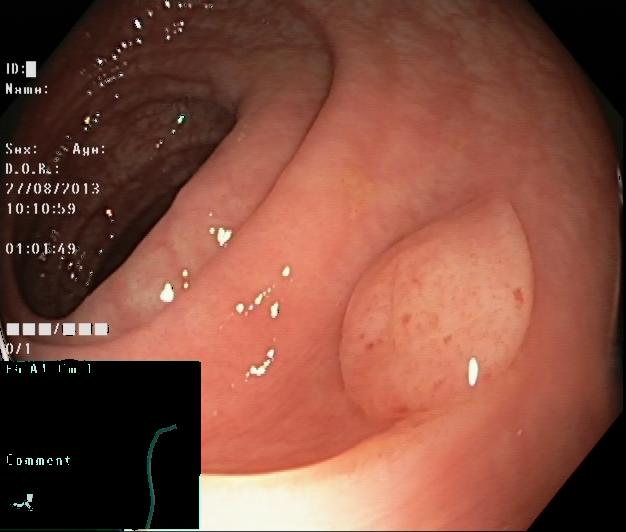 ID:
Name:
Sex: Age:
D.O.B.:
27/08/2013
10:10:59
01:01:49
0/1
Comment